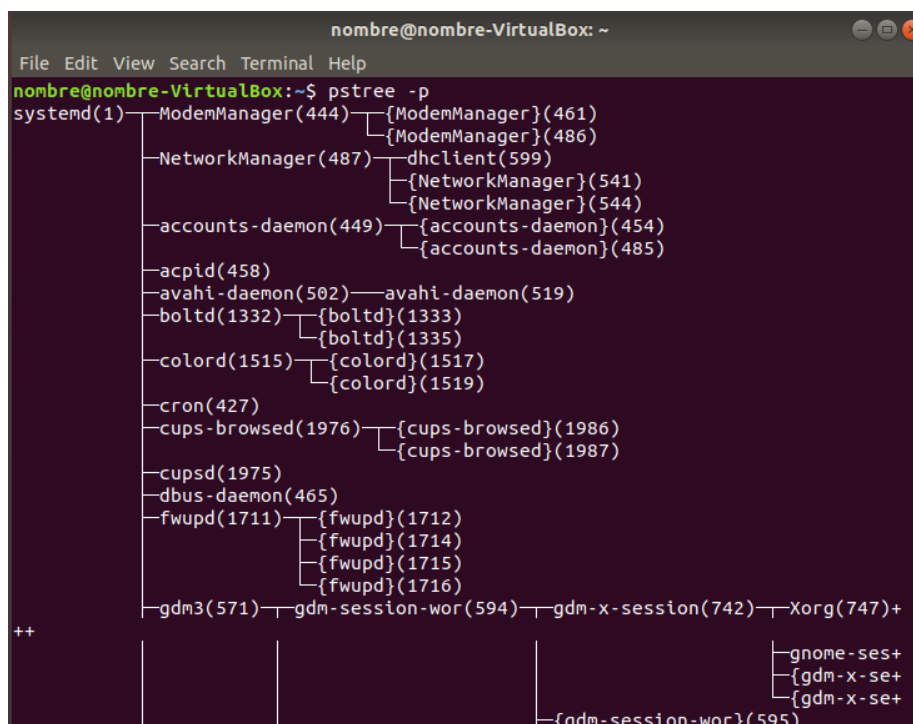 nombre@nombre-VirtualBox: ~
File Edit View Search Terminal Help
nombre@nombre-VirtualBox:~$ pstree -p
systemd(1)─┬─ModemManager(444)─┬─{ModemManager}(461)
           │                   └─{ModemManager}(486)
           ├─NetworkManager(487)─┬─dhclient(599)
           │                     ├─{NetworkManager}(541)
           │                     └─{NetworkManager}(544)
           ├─accounts-daemon(449)─┬─{accounts-daemon}(454)
           │                      └─{accounts-daemon}(485)
           ├─acpid(458)
           ├─avahi-daemon(502)───avahi-daemon(519)
           ├─boltd(1332)─┬─{boltd}(1333)
           │             └─{boltd}(1335)
           ├─colord(1515)─┬─{colord}(1517)
           │              └─{colord}(1519)
           ├─cron(427)
           ├─cups-browsed(1976)─┬─{cups-browsed}(1986)
           │                    └─{cups-browsed}(1987)
           ├─cupsd(1975)
           ├─dbus-daemon(465)
           ├─fwupd(1711)─┬─{fwupd}(1712)
           │             ├─{fwupd}(1714)
           │             ├─{fwupd}(1715)
           │             └─{fwupd}(1716)
           ├─gdm3(571)─┬─gdm-session-wor(594)─┬─gdm-x-session(742)─┬─Xorg(747)+
++
           │           │                      │                    ├─gnome-ses+
           │           │                      │                    ├─{gdm-x-se+
           │           │                      │                    └─{gdm-x-se+
           │           │                      ├─{gdm-session-wor}(595)